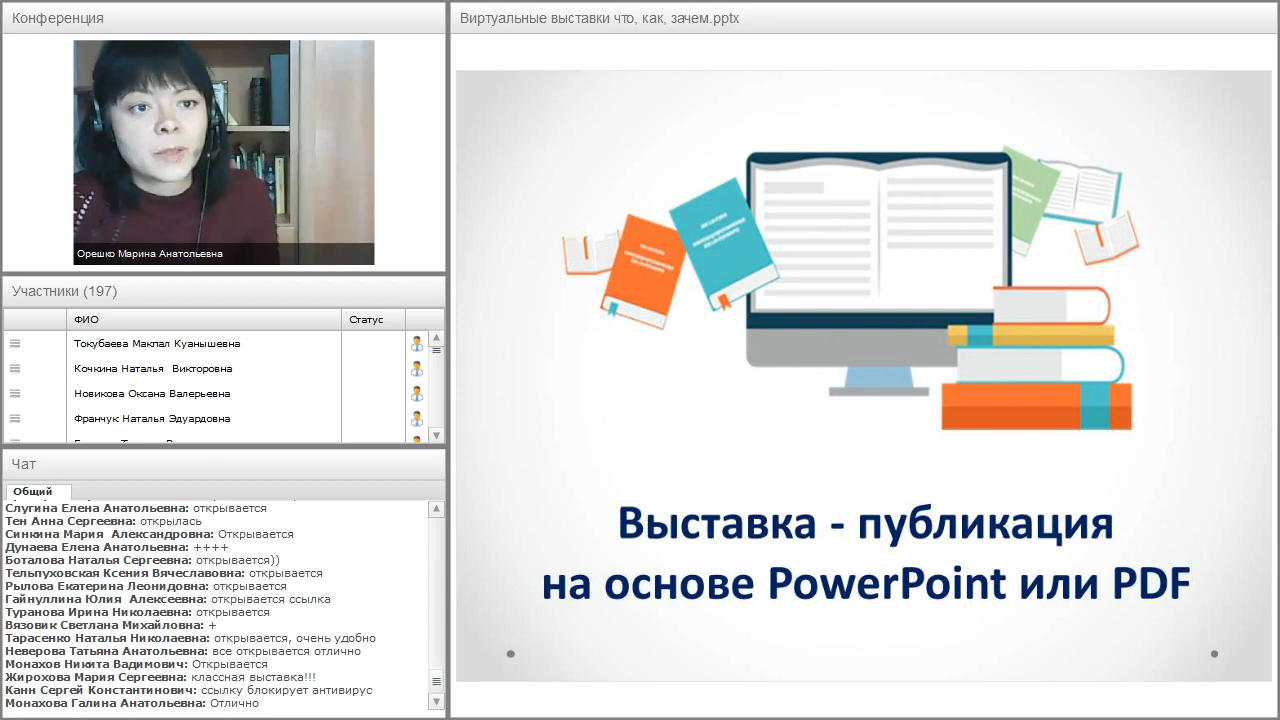 Конференция
Орешко Марина Анатольевна
Участники (197)
ФИО Статус
Токубаева Макпал Куанышевна
Кочкина Наталья Викторовна
Новикова Оксана Валерьевна
Франчук Наталья Эдуардовна
Чат
Общий
Слугина Елена Анатольевна: открывается
Тен Анна Сергеевна: открылась
Синкина Мария Александровна: Открывается
Дунаева Елена Анатольевна: ++++
Боталова Наталья Сергеевна: открывается))
Тельпуховская Ксения Вячеславовна: открывается
Рылова Екатерина Леонидовна: открывается
Гайнуллина Юлия Алексеевна: открывается ссылка
Туранова Ирина Николаевна: открывается
Вязовик Светлана Михайловна: +
Тарасенко Наталья Николаевна: открывается, очень удобно
Неверова Татьяна Анатольевна: все открывается отлично
Монахов Никита Вадимович: Открывается
Жирохова Мария Сергеевна: классная выставка!!!
Канн Сергей Константинович: ссылку блокирует антивирус
Монахова Галина Анатольевна: Отлично
Виртуальные выставки что, как, зачем.pptx
Выставка - публикация
на основе PowerPoint или PDF